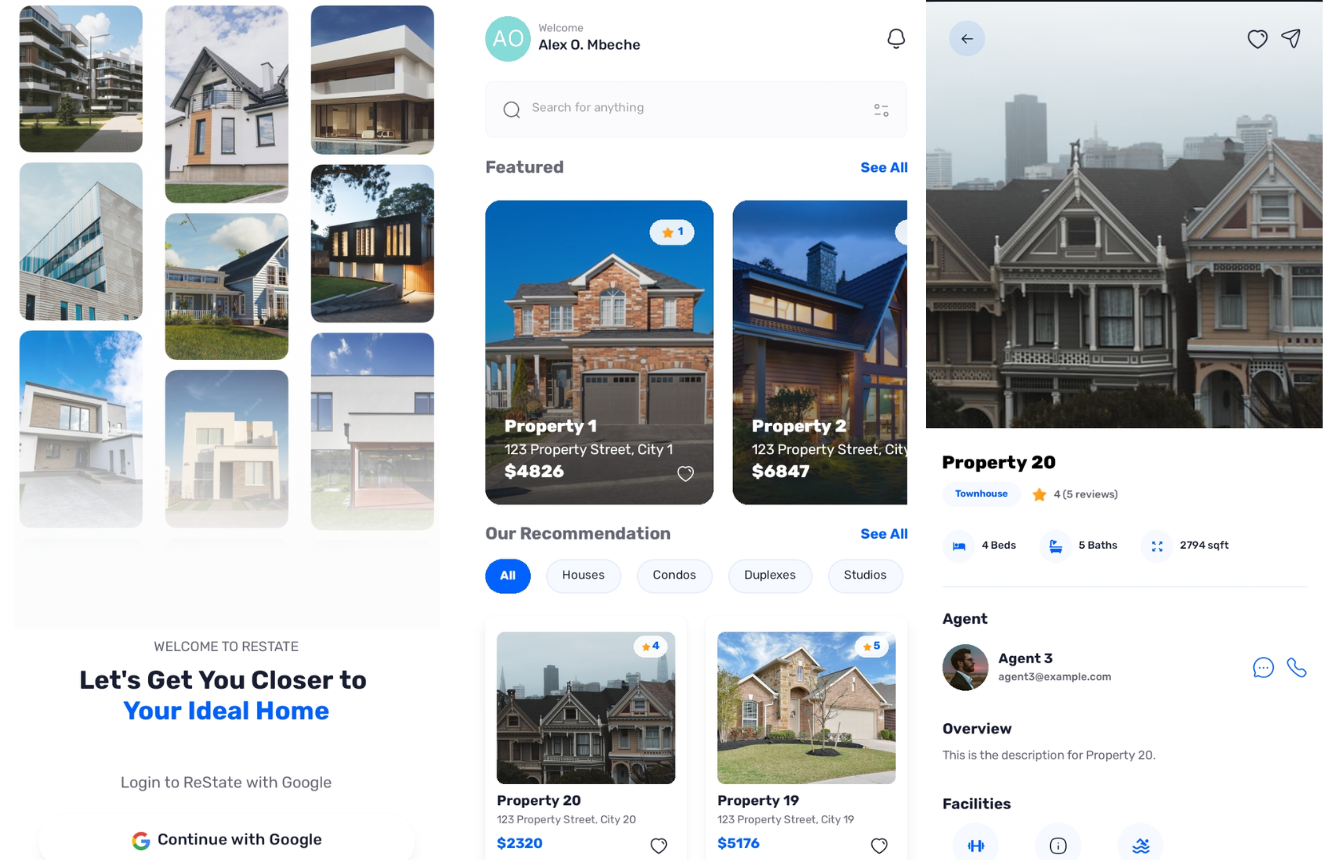 WELCOME TO RESTATE
Let's Get You Closer to
Your Ideal Home
Login to ReState with Google
Continue with Google
AO
Welcome
Alex O. Mbeche
Search for anything
Featured
See All
1
Property 1
123 Property Street, City 1
$4826
Property 2
123 Property Street, City
$6847
Our Recommendation
See All
All
Houses
Condos
Duplexes
Studios
4
Property 20
123 Property Street, City 20
$2320
5
Property 19
123 Property Street, City 19
$5176
Property 20
Townhouse
4 (5 reviews)
4 Beds
5 Baths
2794 sqft
Agent
Agent 3
agent3@example.com
Overview
This is the description for Property 20.
Facilities